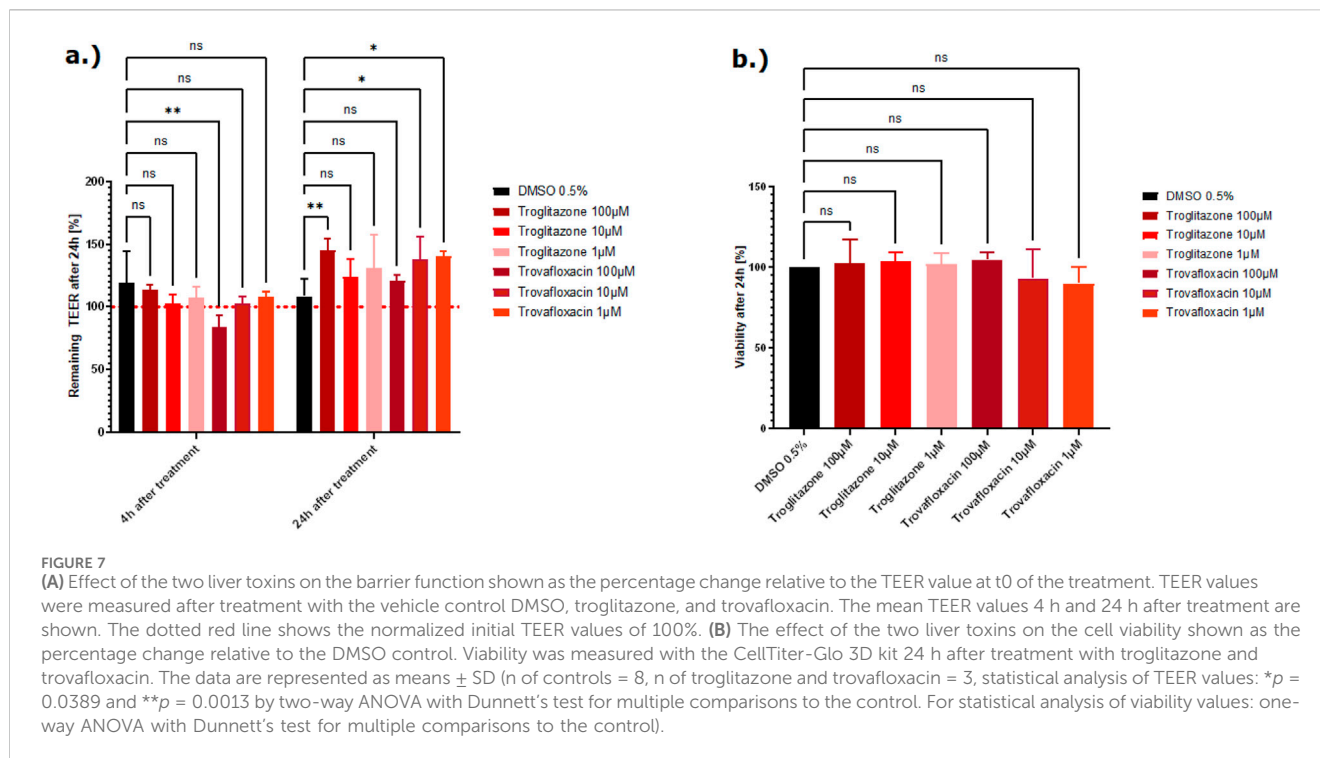 a.)
ns
*
ns
*
**
ns
ns
ns
ns
ns
ns
**
Remaining TEER after 24h [%]
200
150
100
50
0
4h after treatment
24h after treatment
DMSO 0.5%
Troglitazone 100µM
Troglitazone 10µM
Troglitazone 1µM
Trovafloxacin 100µM
Trovafloxacin 10µM
Trovafloxacin 1µM
b.)
ns
ns
ns
ns
ns
ns
Viability after 24h [%]
150
100
50
0
DMSO 0.5%
Troglitazone 100µM
Troglitazone 10µM
Troglitazone 1µM
Trovafloxacin 100µM
Trovafloxacin 10µM
Trovafloxacin 1µM
DMSO 0.5%
Troglitazone 100µM
Troglitazone 10µM
Troglitazone 1µM
Trovafloxacin 100µM
Trovafloxacin 10µM
Trovafloxacin 1µM
FIGURE 7
(A) Effect of the two liver toxins on the barrier function shown as the percentage change relative to the TEER value at t0 of the treatment. TEER values
were measured after treatment with the vehicle control DMSO, troglitazone, and trovafloxacin. The mean TEER values 4 h and 24 h after treatment are
shown. The dotted red line shows the normalized initial TEER values of 100%. (B) The effect of the two liver toxins on the cell viability shown as the
percentage change relative to the DMSO control. Viability was measured with the CellTiter-Glo 3D kit 24 h after treatment with troglitazone and
trovafloxacin. The data are represented as means ± SD (n of controls = 8, n of troglitazone and trovafloxacin = 3, statistical analysis of TEER values: *p =
0.0389 and **p = 0.0013 by two-way ANOVA with Dunnett's test for multiple comparisons to the control. For statistical analysis of viability values: one-
way ANOVA with Dunnett's test for multiple comparisons to the control).